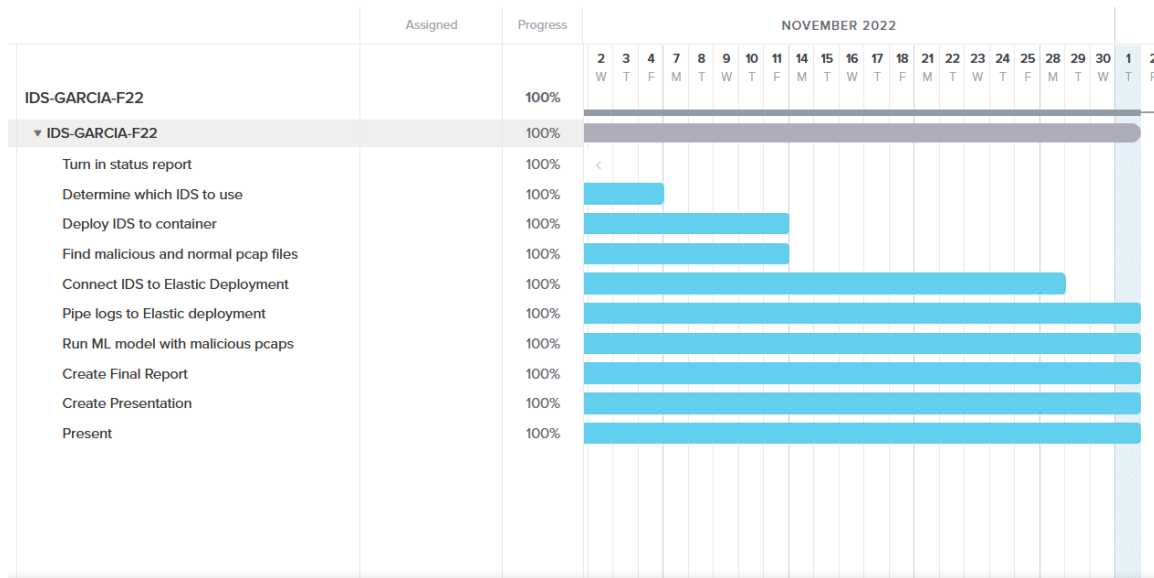 Assigned Progress NOVEMBER 2022
2 3 4 7 8 9 10 11 14 15 16 17 18 21 22 23 24 25 28 29 30 1 2
W T F M T W T F M T W T F M T W T F M T W T F
IDS-GARCIA-F22 100%
IDS-GARCIA-F22 100%
Turn in status report 100%
Determine which IDS to use 100%
Deploy IDS to container 100%
Find malicious and normal pcap files 100%
Connect IDS to Elastic Deployment 100%
Pipe logs to Elastic deployment 100%
Run ML model with malicious pcaps 100%
Create Final Report 100%
Create Presentation 100%
Present 100%